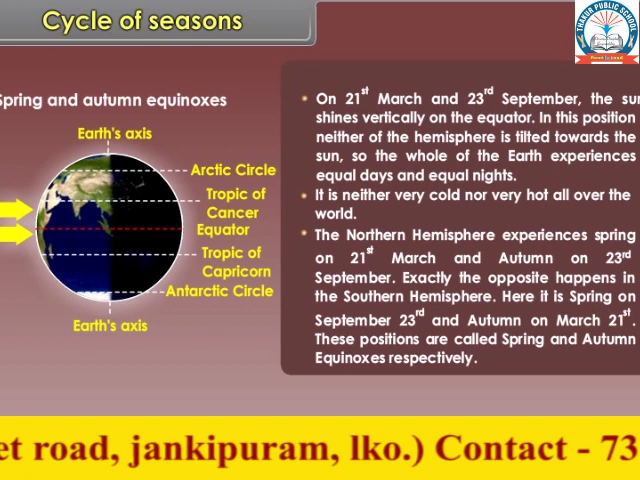 Cycle of seasons
THAKUR PUBLIC SCHOOL
Spring and autumn equinoxes
Earth's axis
Arctic Circle
Tropic of
Cancer
Equator
Tropic of
Capricorn
Antarctic Circle
Earth's axis
On 21st March and 23rd September, the sun
shines vertically on the equator. In this position
neither of the hemisphere is tilted towards the
sun, so the whole of the Earth experiences
equal days and equal nights.
It is neither very cold nor very hot all over the
world.
The Northern Hemisphere experiences spring
on 21st March and Autumn on 23rd
September. Exactly the opposite happens in
the Southern Hemisphere. Here it is Spring on
September 23rd and Autumn on March 21st.
These positions are called Spring and Autumn
Equinoxes respectively.
et road, jankipuram, lko.) Contact - 73